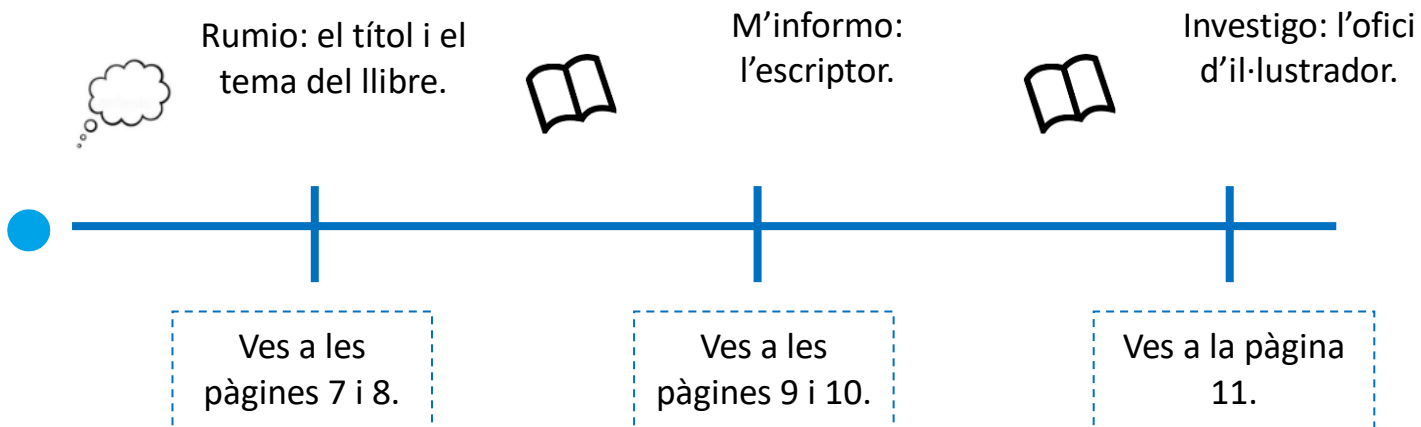 Rumio: el títol i el
tema del llibre.
M’informo:
l’escriptor.
Investigo: l’ofici
d’il·lustrador.
Ves a les
pàgines 7 i 8.
Ves a les
pàgines 9 i 10.
Ves a la pàgina
11.